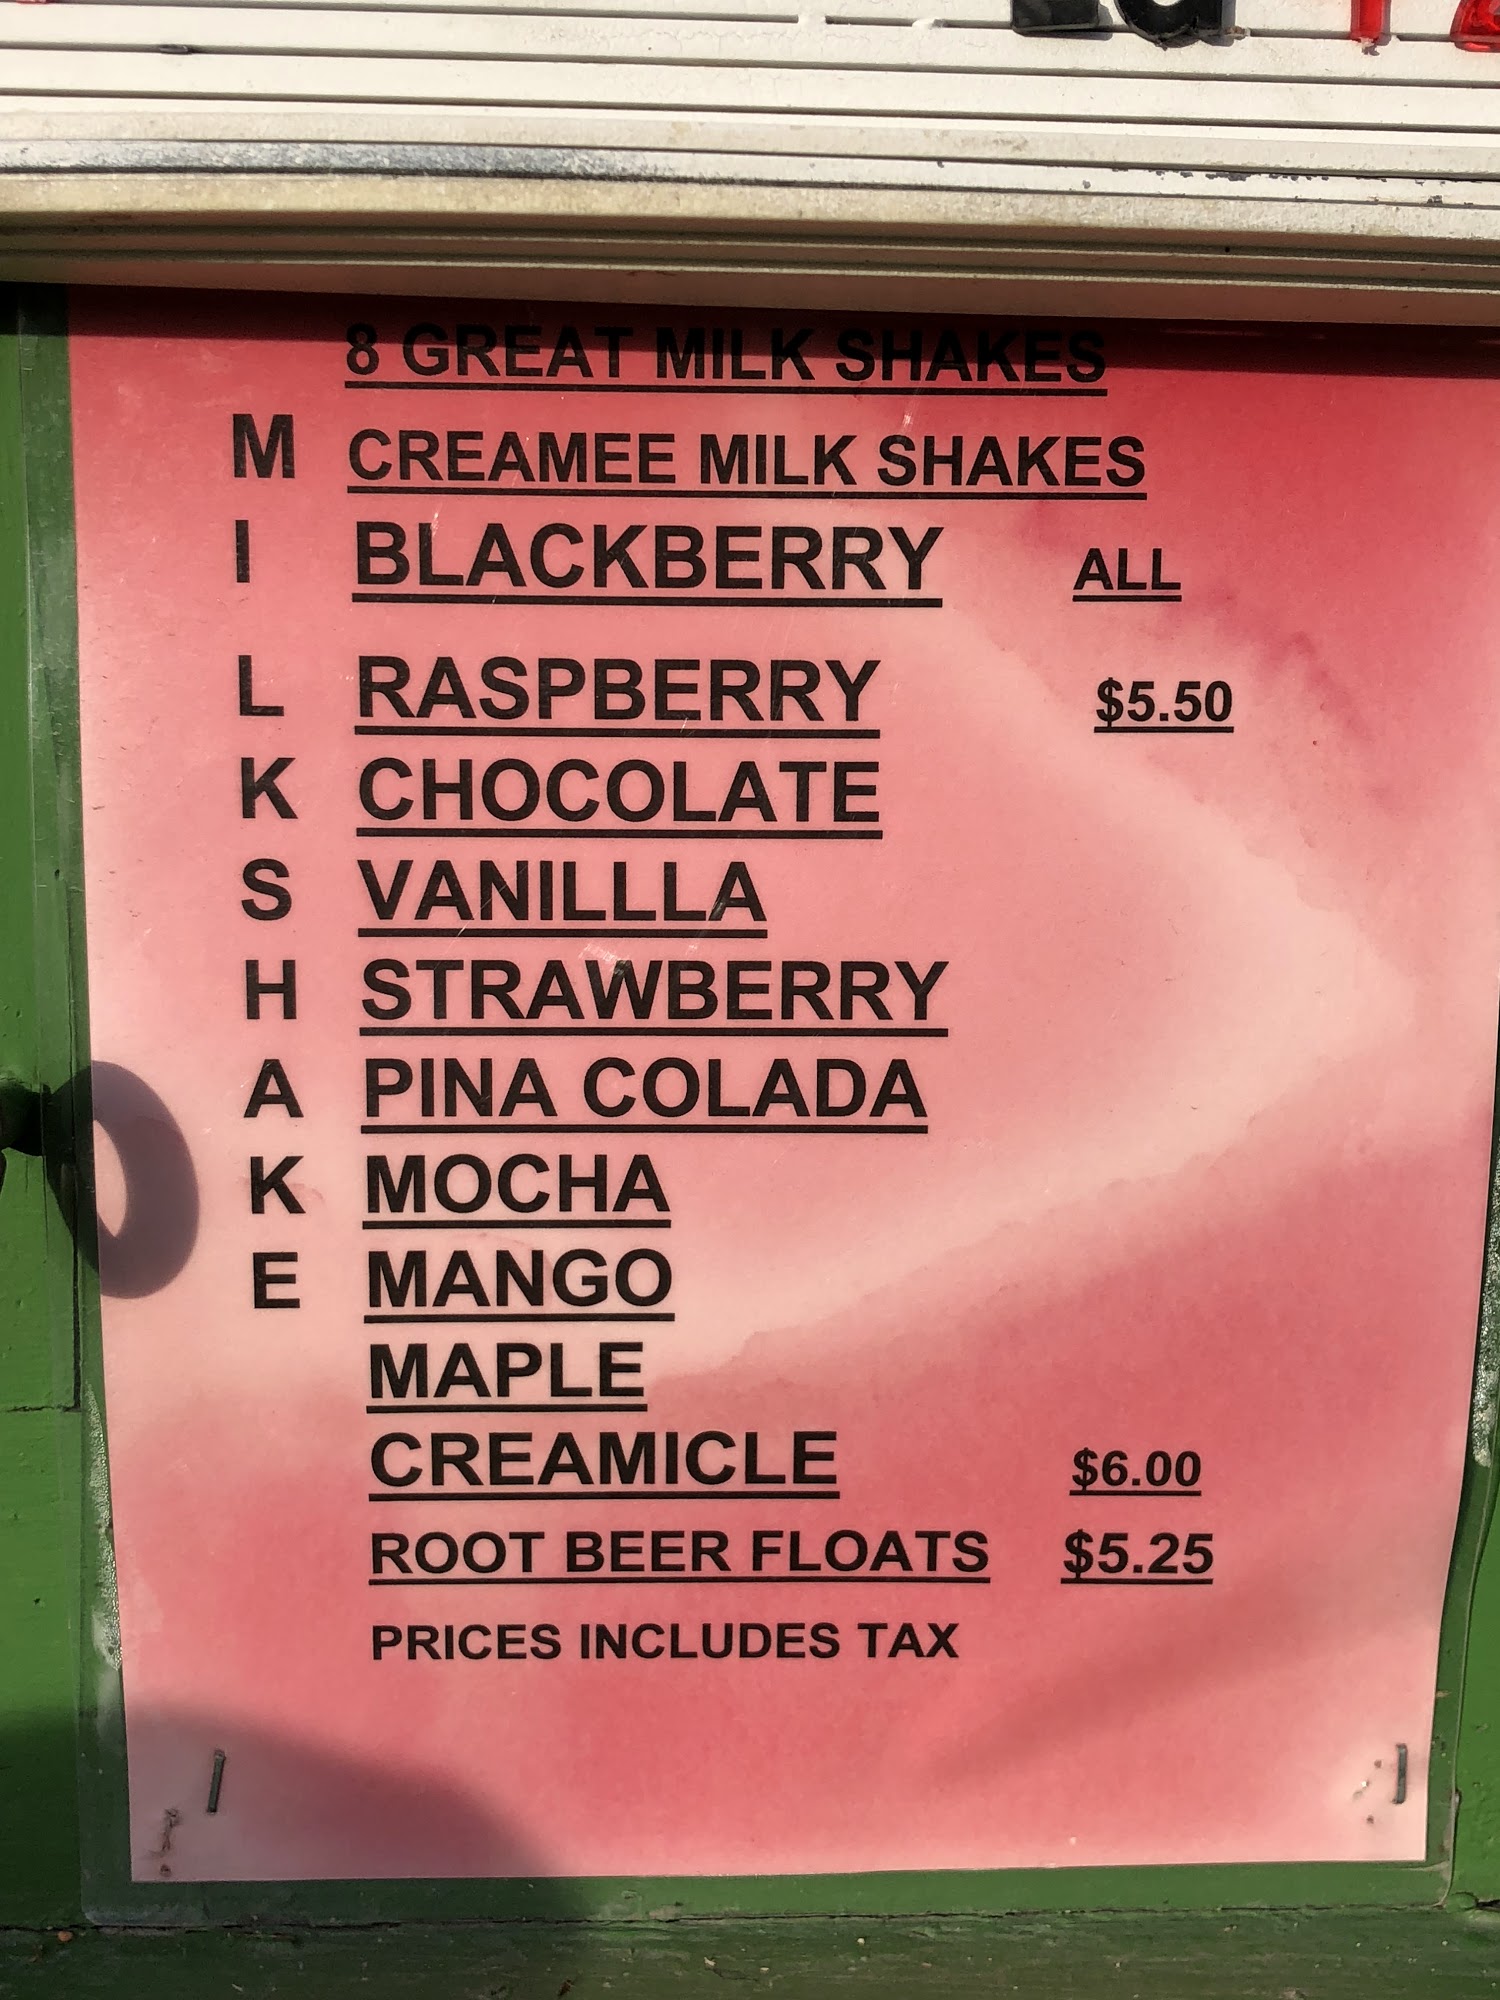 8 GREAT MILK SHAKES
M CREAMEE MILK SHAKES
I BLACKBERRY ALL
L RASPBERRY $5.50
K CHOCOLATE
S VANILLLA
H STRAWBERRY
A PINA COLADA
K MOCHA
E MANGO
MAPLE
CREAMICLE $6.00
ROOT BEER FLOATS $5.25
PRICES INCLUDES TAX